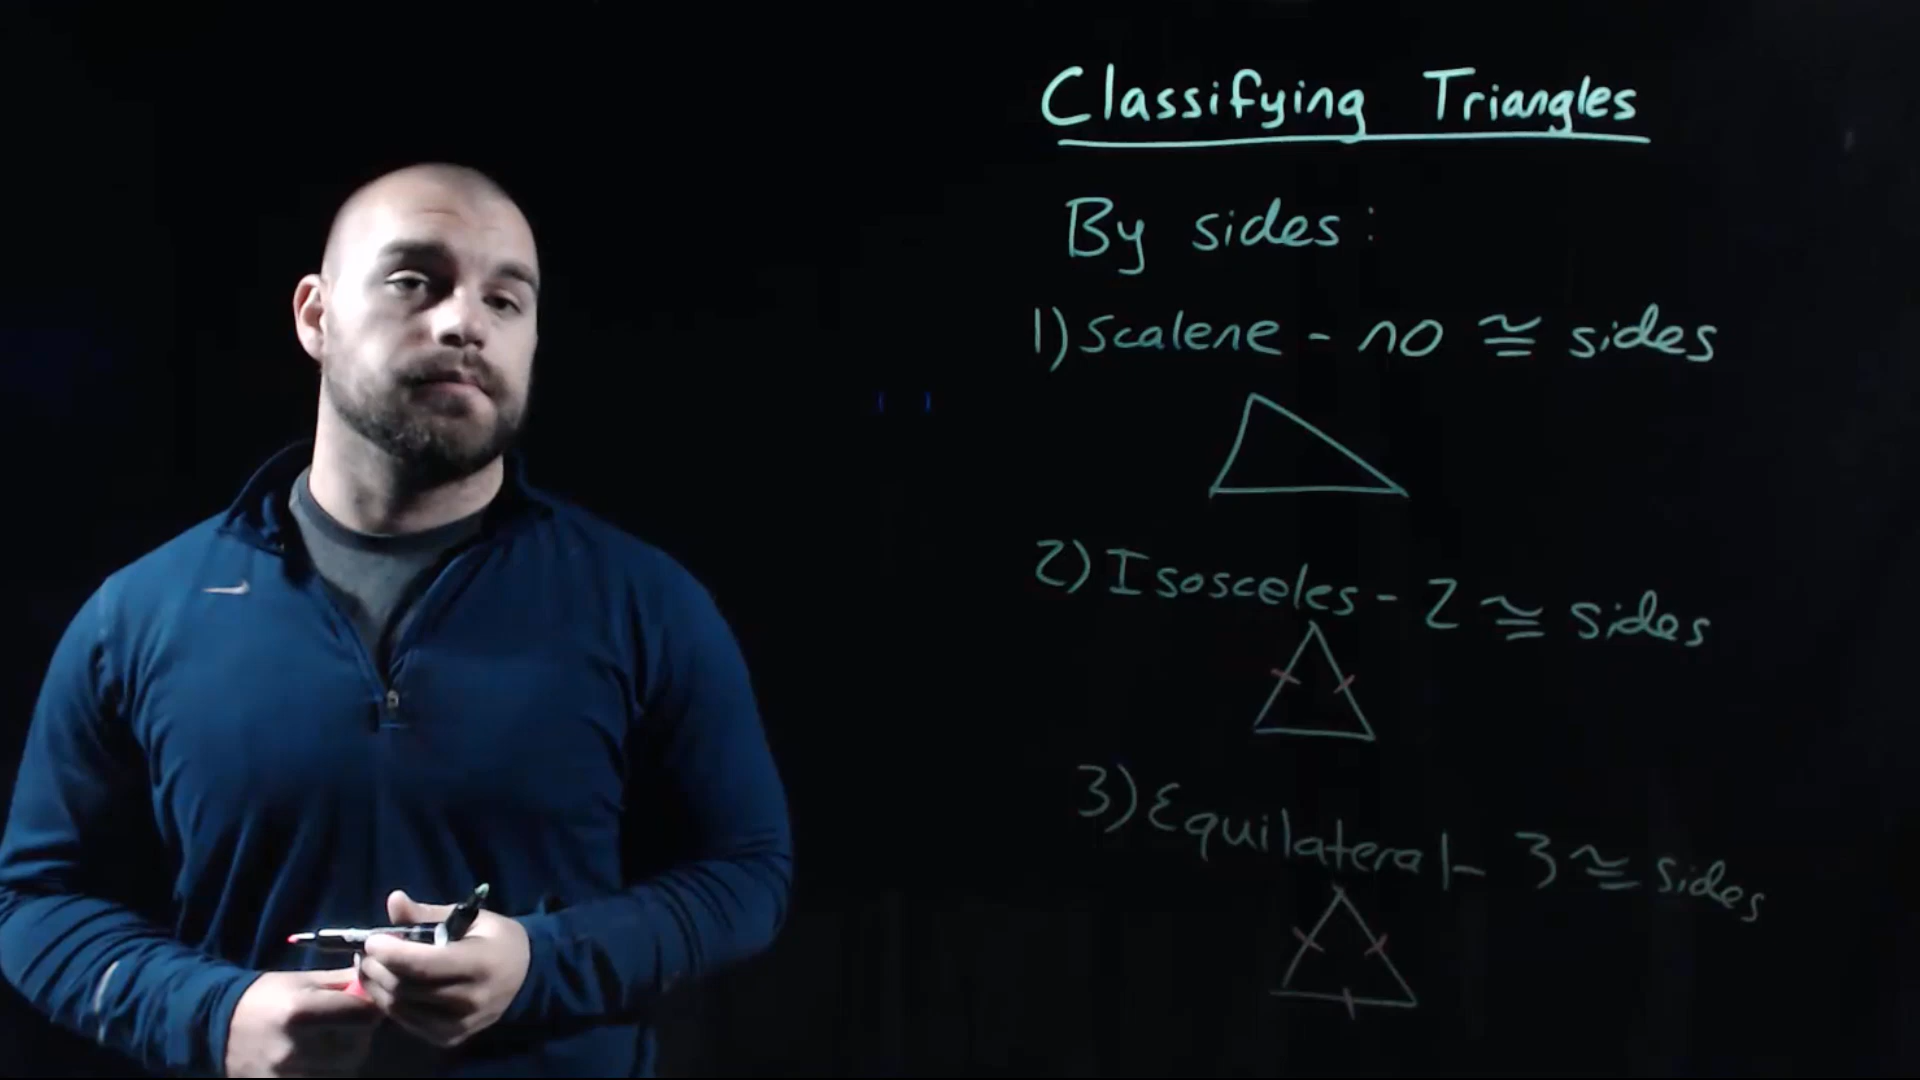 Classifying Triangles
By sides:
1) Scalene - no ≅ sides
2) Isosceles - 2 ≅ sides
3) Equilateral - 3 ≅ sides